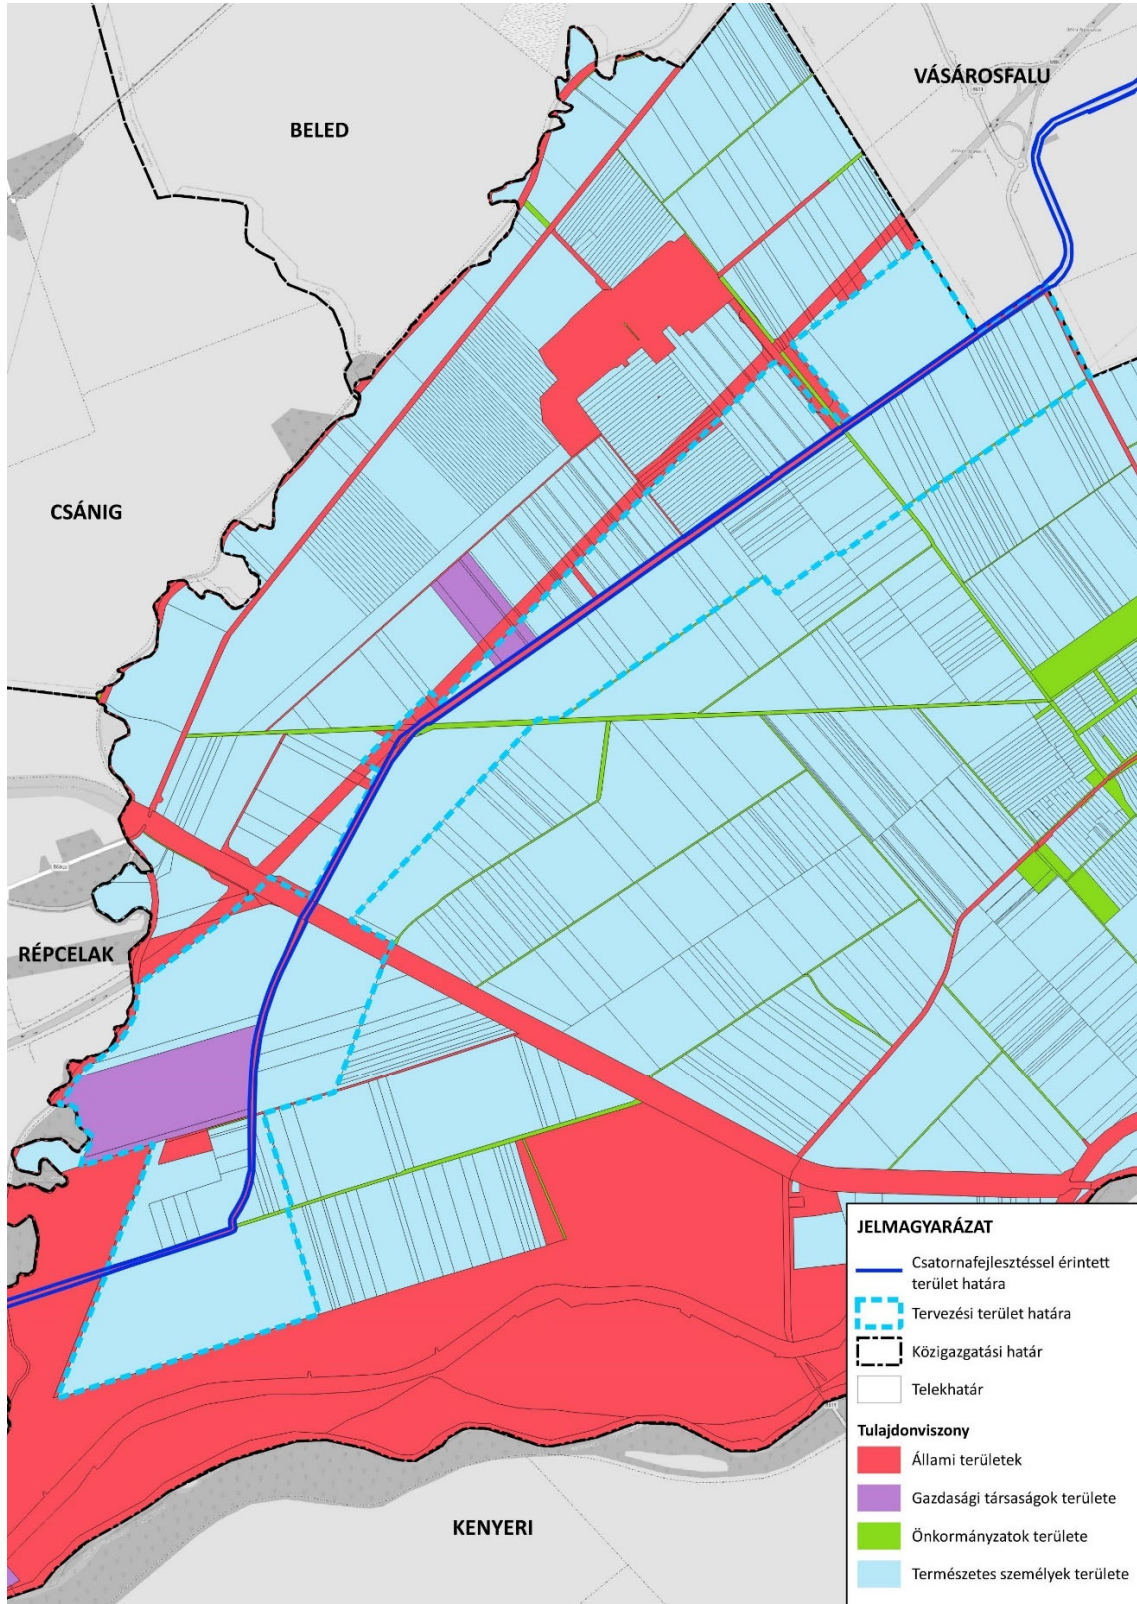 VÁSÁROSFALU
BELED
CSÁNIG
RÉPCELAK
KENYERI
JELMAGYARÁZAT
Csatornafejlesztéssel érintett
terület határa
Tervezési terület határa
Közigazgatási határ
Telekhatár
Tulajdonviszony
Állami területek
Gazdasági társaságok területe
Önkormányzatok területe
Természetes személyek területe